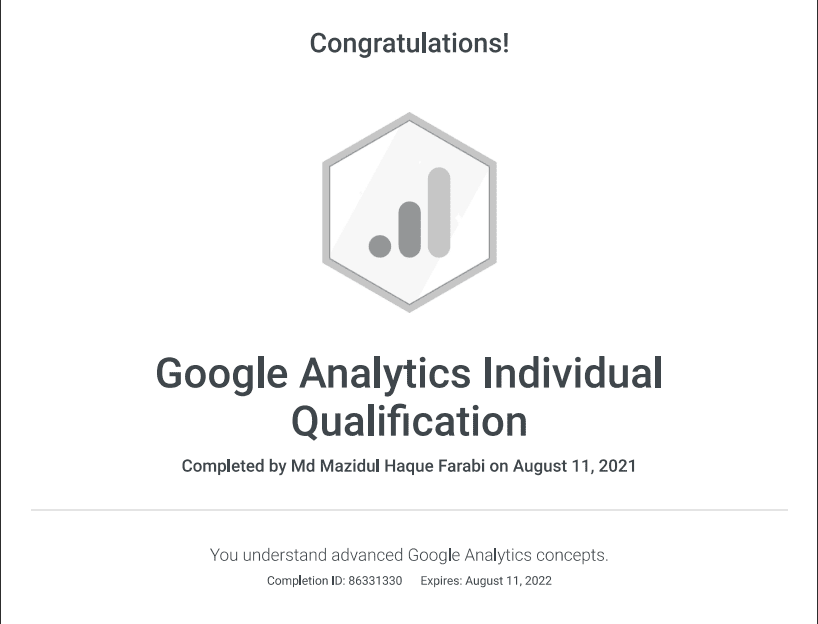 Congratulations!
Google Analytics Individual
Qualification
Completed by Md Mazidul Haque Farabi on August 11, 2021
You understand advanced Google Analytics concepts.
Completion ID: 86331330 Expires: August 11, 2022